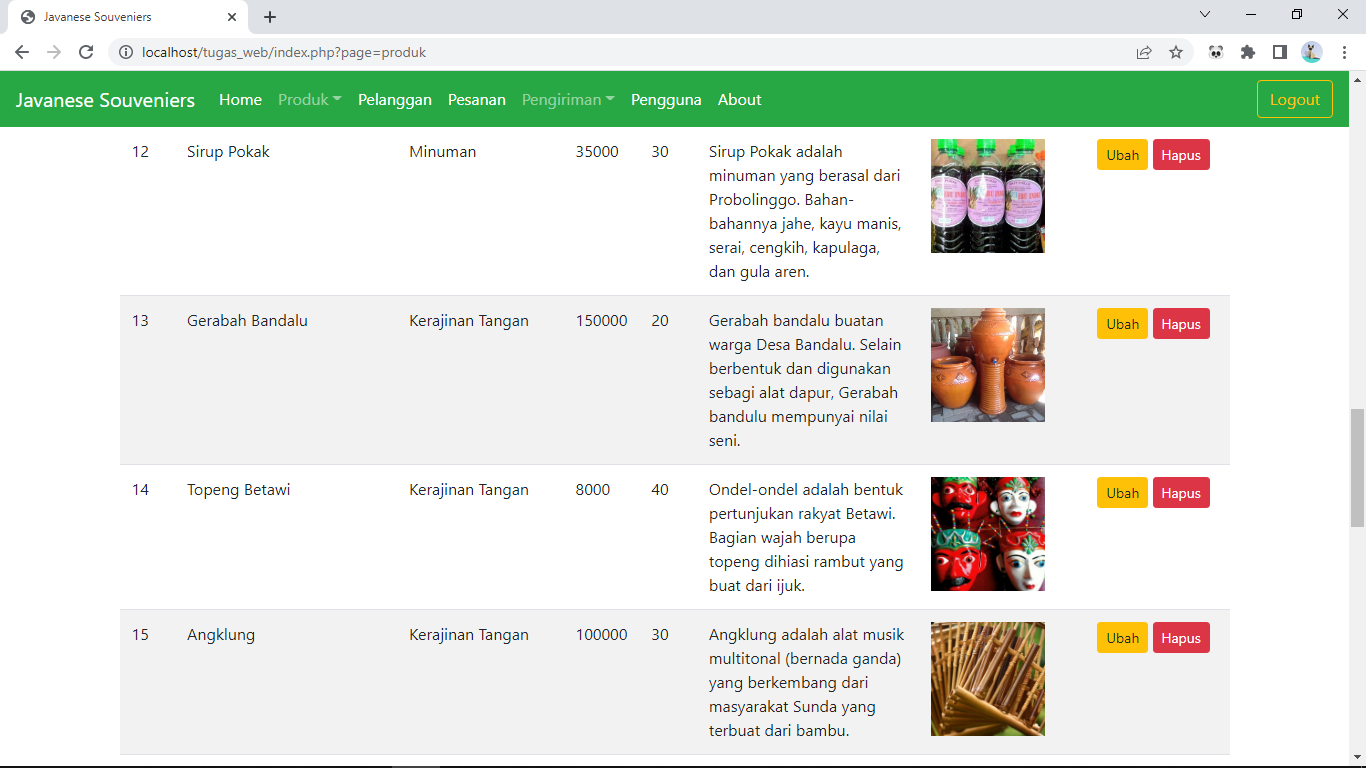 Javanese Souveniers
localhost/tugas_web/index.php?page=produk
Javanese Souveniers Home Produk Pelanggan Pesanan Pengiriman Pengguna About Logout
12 Sirup Pokak Minuman 35000 30 Sirup Pokak adalah Ubah Hapus
minuman yang berasal dari
Probolinggo. Bahan-
bahannya jahe, kayu manis,
serai, cengkih, kapulaga,
dan gula aren.
13 Gerabah Bandalu Kerajinan Tangan 150000 20 Gerabah bandalu buatan Ubah Hapus
warga Desa Bandalu. Selain
berbentuk dan digunakan
sebagi alat dapur, Gerabah
bandulu mempunyai nilai
seni.
14 Topeng Betawi Kerajinan Tangan 8000 40 Ondel-ondel adalah bentuk Ubah Hapus
pertunjukan rakyat Betawi.
Bagian wajah berupa
topeng dihiasi rambut yang
buat dari ijuk.
15 Angklung Kerajinan Tangan 100000 30 Angklung adalah alat musik Ubah Hapus
multitonal (bernada ganda)
yang berkembang dari
masyarakat Sunda yang
terbuat dari bambu.